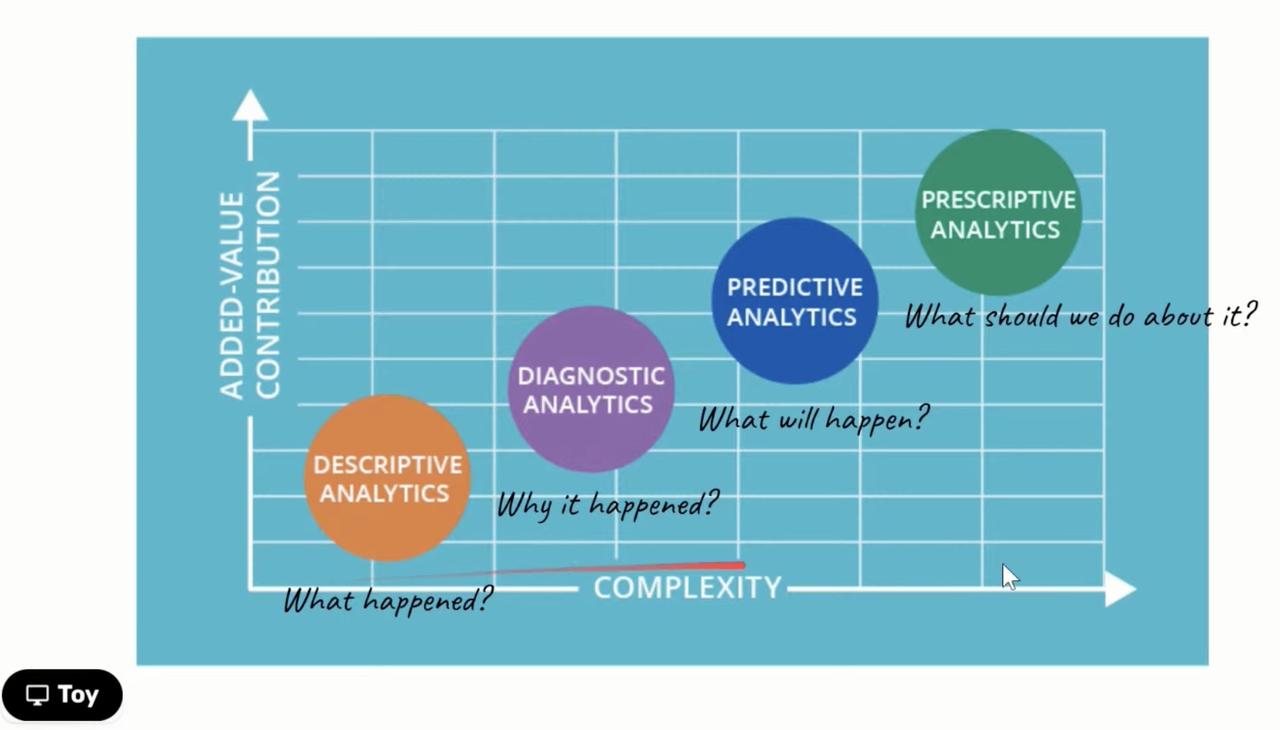 ADDED-VALUE
CONTRIBUTION
PRESCRIPTIVE
ANALYTICS
What should we do about it?
PREDICTIVE
ANALYTICS
What will happen?
DIAGNOSTIC
ANALYTICS
Why it happened?
DESCRIPTIVE
ANALYTICS
What happened?
COMPLEXITY
Toy